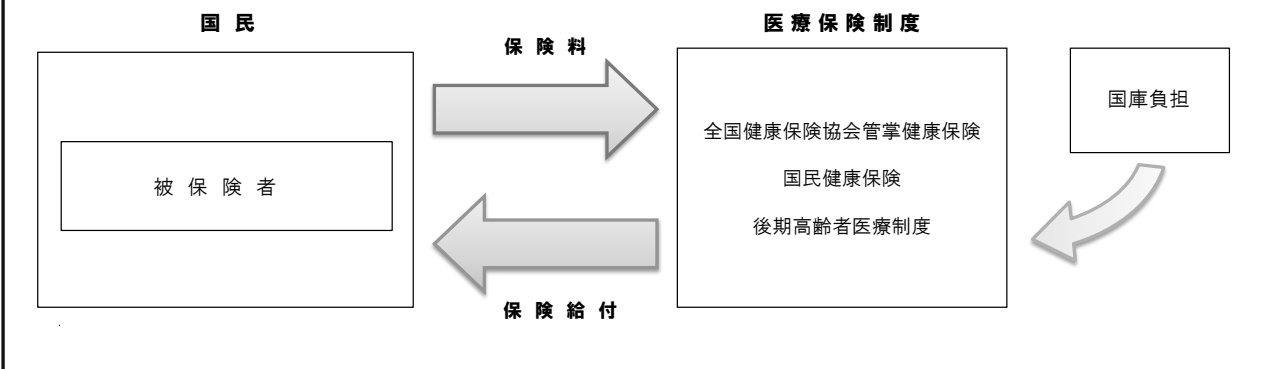 国民
被保険者
保険料
保険給付
医療保険制度
全国健康保険協会管掌健康保険
国民健康保険
後期高齢者医療制度
国庫負担